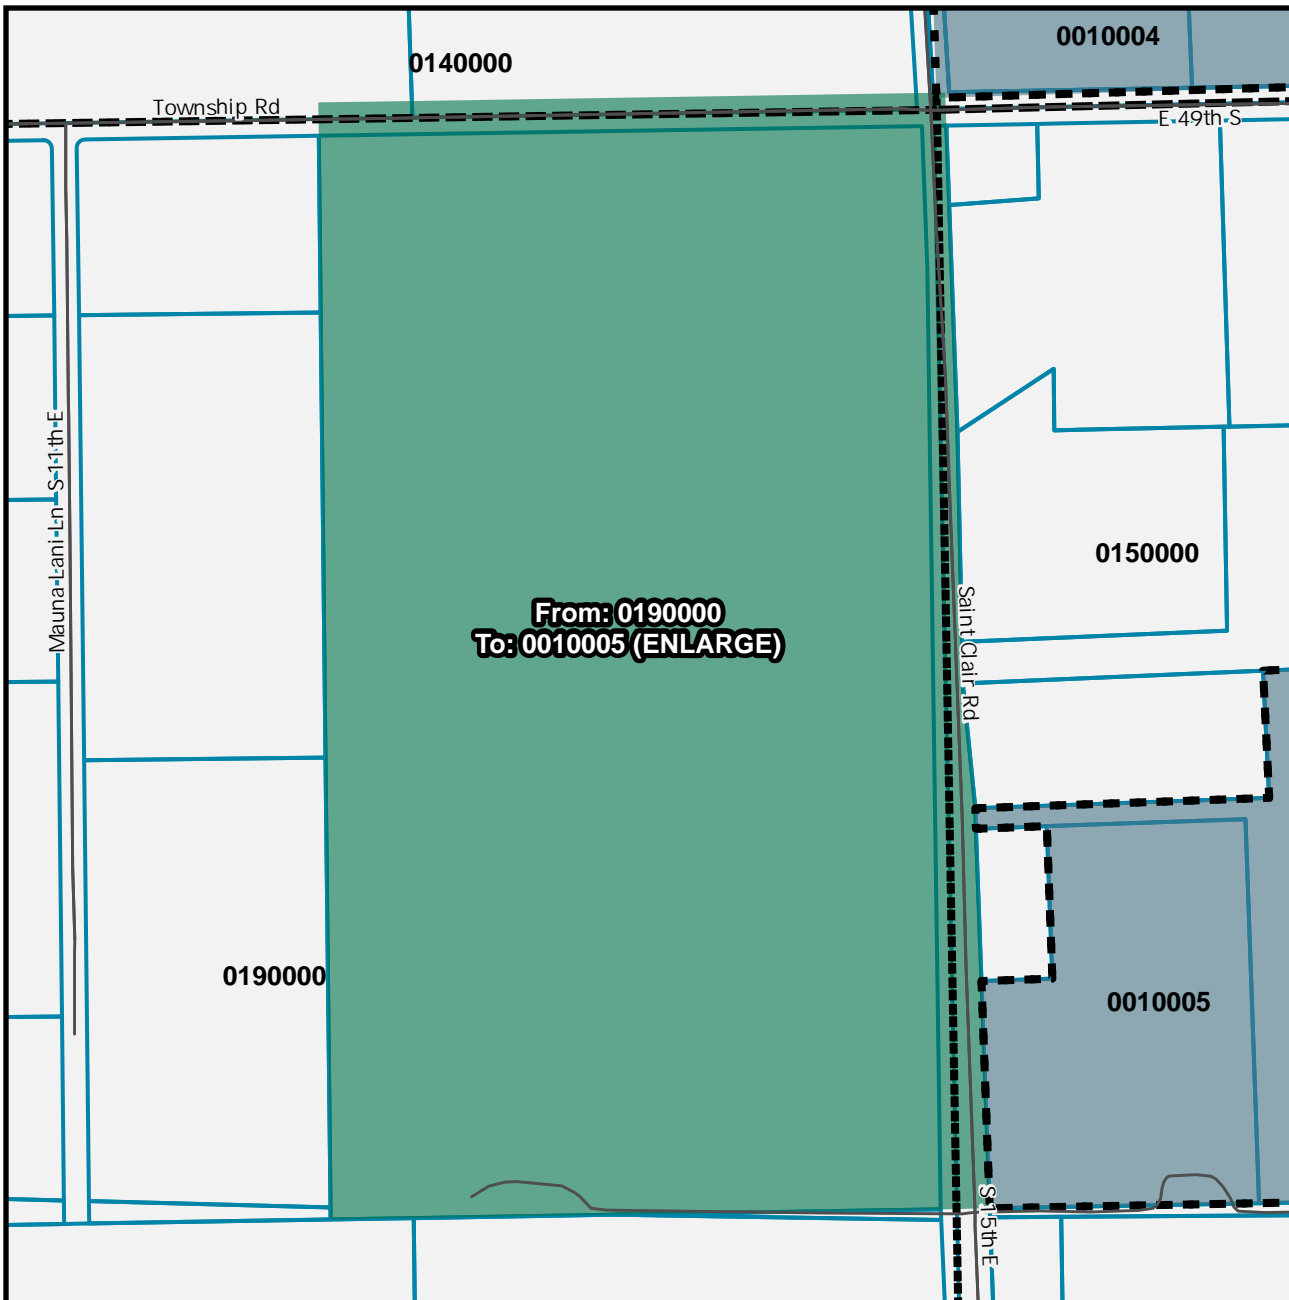 0010004
0140000
Township Rd
E 49th S
Mauna Lani Ln S 11th E
0150000
From: 0190000
To: 0010005 (ENLARGE)
Saint Clair Rd
0190000
0010005
S 15th E